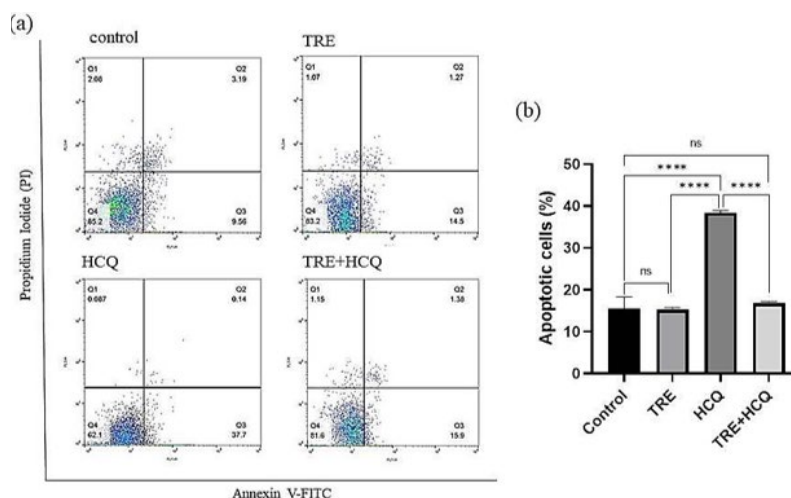 (a)
control
TRE
Q1
2.08
Q2
3.19
Q4
85.2
Q3
9.56
Q1
1.07
Q2
1.27
Q4
83.2
Q3
14.5
HCQ
TRE+HCQ
Q1
0.087
Q2
0.14
Q4
62.1
Q3
37.7
Q1
1.15
Q2
1.38
Q4
81.6
Q3
15.9
Propidium Iodide (PI)
Annexin V-FITC
(b)
ns
****
**** ****
ns
Apoptotic cells (%)
50
40
30
20
10
0
Control
TRE
HCQ
TRE+HCQ